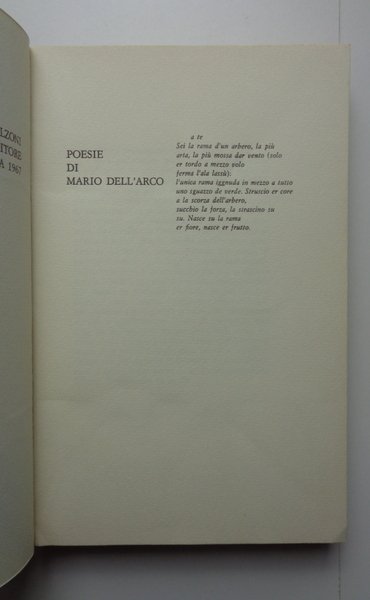 LZONI
ITORE
A 1967
POESIE
DI
MARIO DELL'ARCO
a te
Sei la rama d'un arbero, la più
arta, la più mossa dar vento (solo
er tordo a mezzo volo
ferma l'ala lassù):
l'unica rama sgnuda in mezzo a tutto
uno sguazzo de verde. Struscio er core
a la scorza dell'arbero,
succhio la forza, la strascino su
su. Nasce su la rama
er fiore, nasce er frutto.